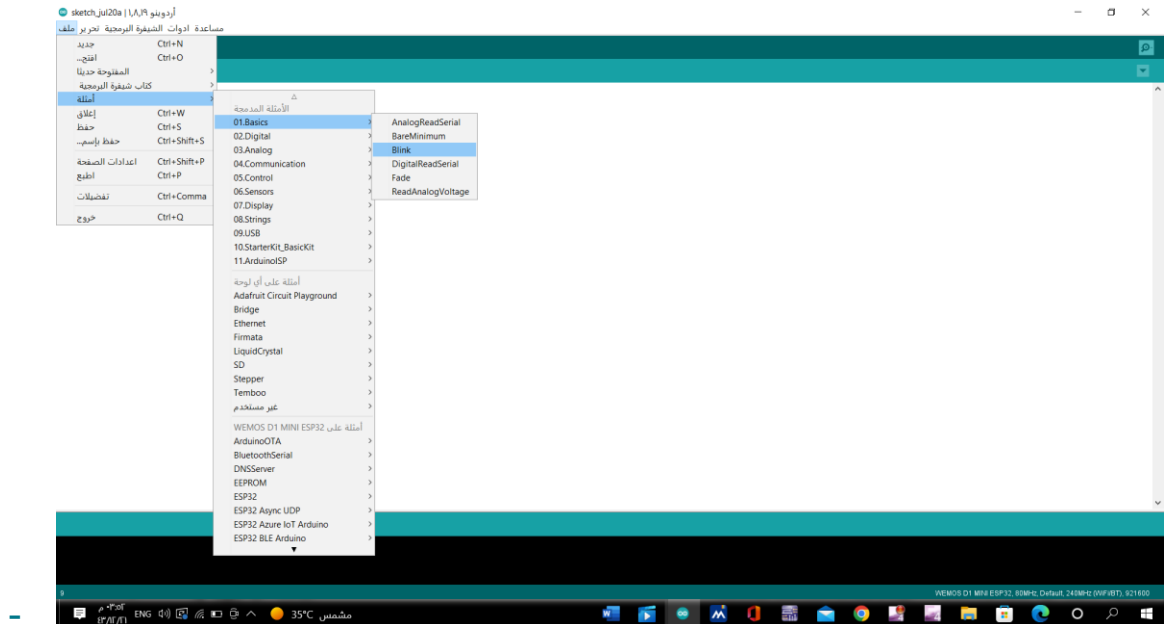 sketch_jul20a | أردوينو ١,٨,١٩
ملف تحرير الشيفرة البرمجية ادوات مساعدة
جديد Ctrl+N
افتح... Ctrl+O
المفتوحة حديثا
كتاب شيفرة البرمجية
أمثلة
إغلاق Ctrl+W
حفظ Ctrl+S
حفظ بإسم... Ctrl+Shift+S
اعدادات الصفحة Ctrl+Shift+P
اطبع Ctrl+P
تفضيلات Ctrl+Comma
خروج Ctrl+Q
الأمثلة المدمجة
01.Basics
02.Digital
03.Analog
04.Communication
05.Control
06.Sensors
07.Display
08.Strings
09.USB
10.StarterKit_BasicKit
11.ArduinoISP
أمثلة على أي لوحة
Adafruit Circuit Playground
Bridge
Ethernet
Firmata
LiquidCrystal
SD
Stepper
Temboo
غير مستخدم
أمثلة على WEMOS D1 MINI ESP32
ArduinoOTA
BluetoothSerial
DNSServer
EEPROM
ESP32
ESP32 Async UDP
ESP32 Azure IoT Arduino
ESP32 BLE Arduino
AnalogReadSerial
BareMinimum
Blink
DigitalReadSerial
Fade
ReadAnalogVoltage
9
WEMOS D1 MINI ESP32, 80MHz, Default, 240MHz (WiFi/BT), 921600
ENG
35°C مشمس